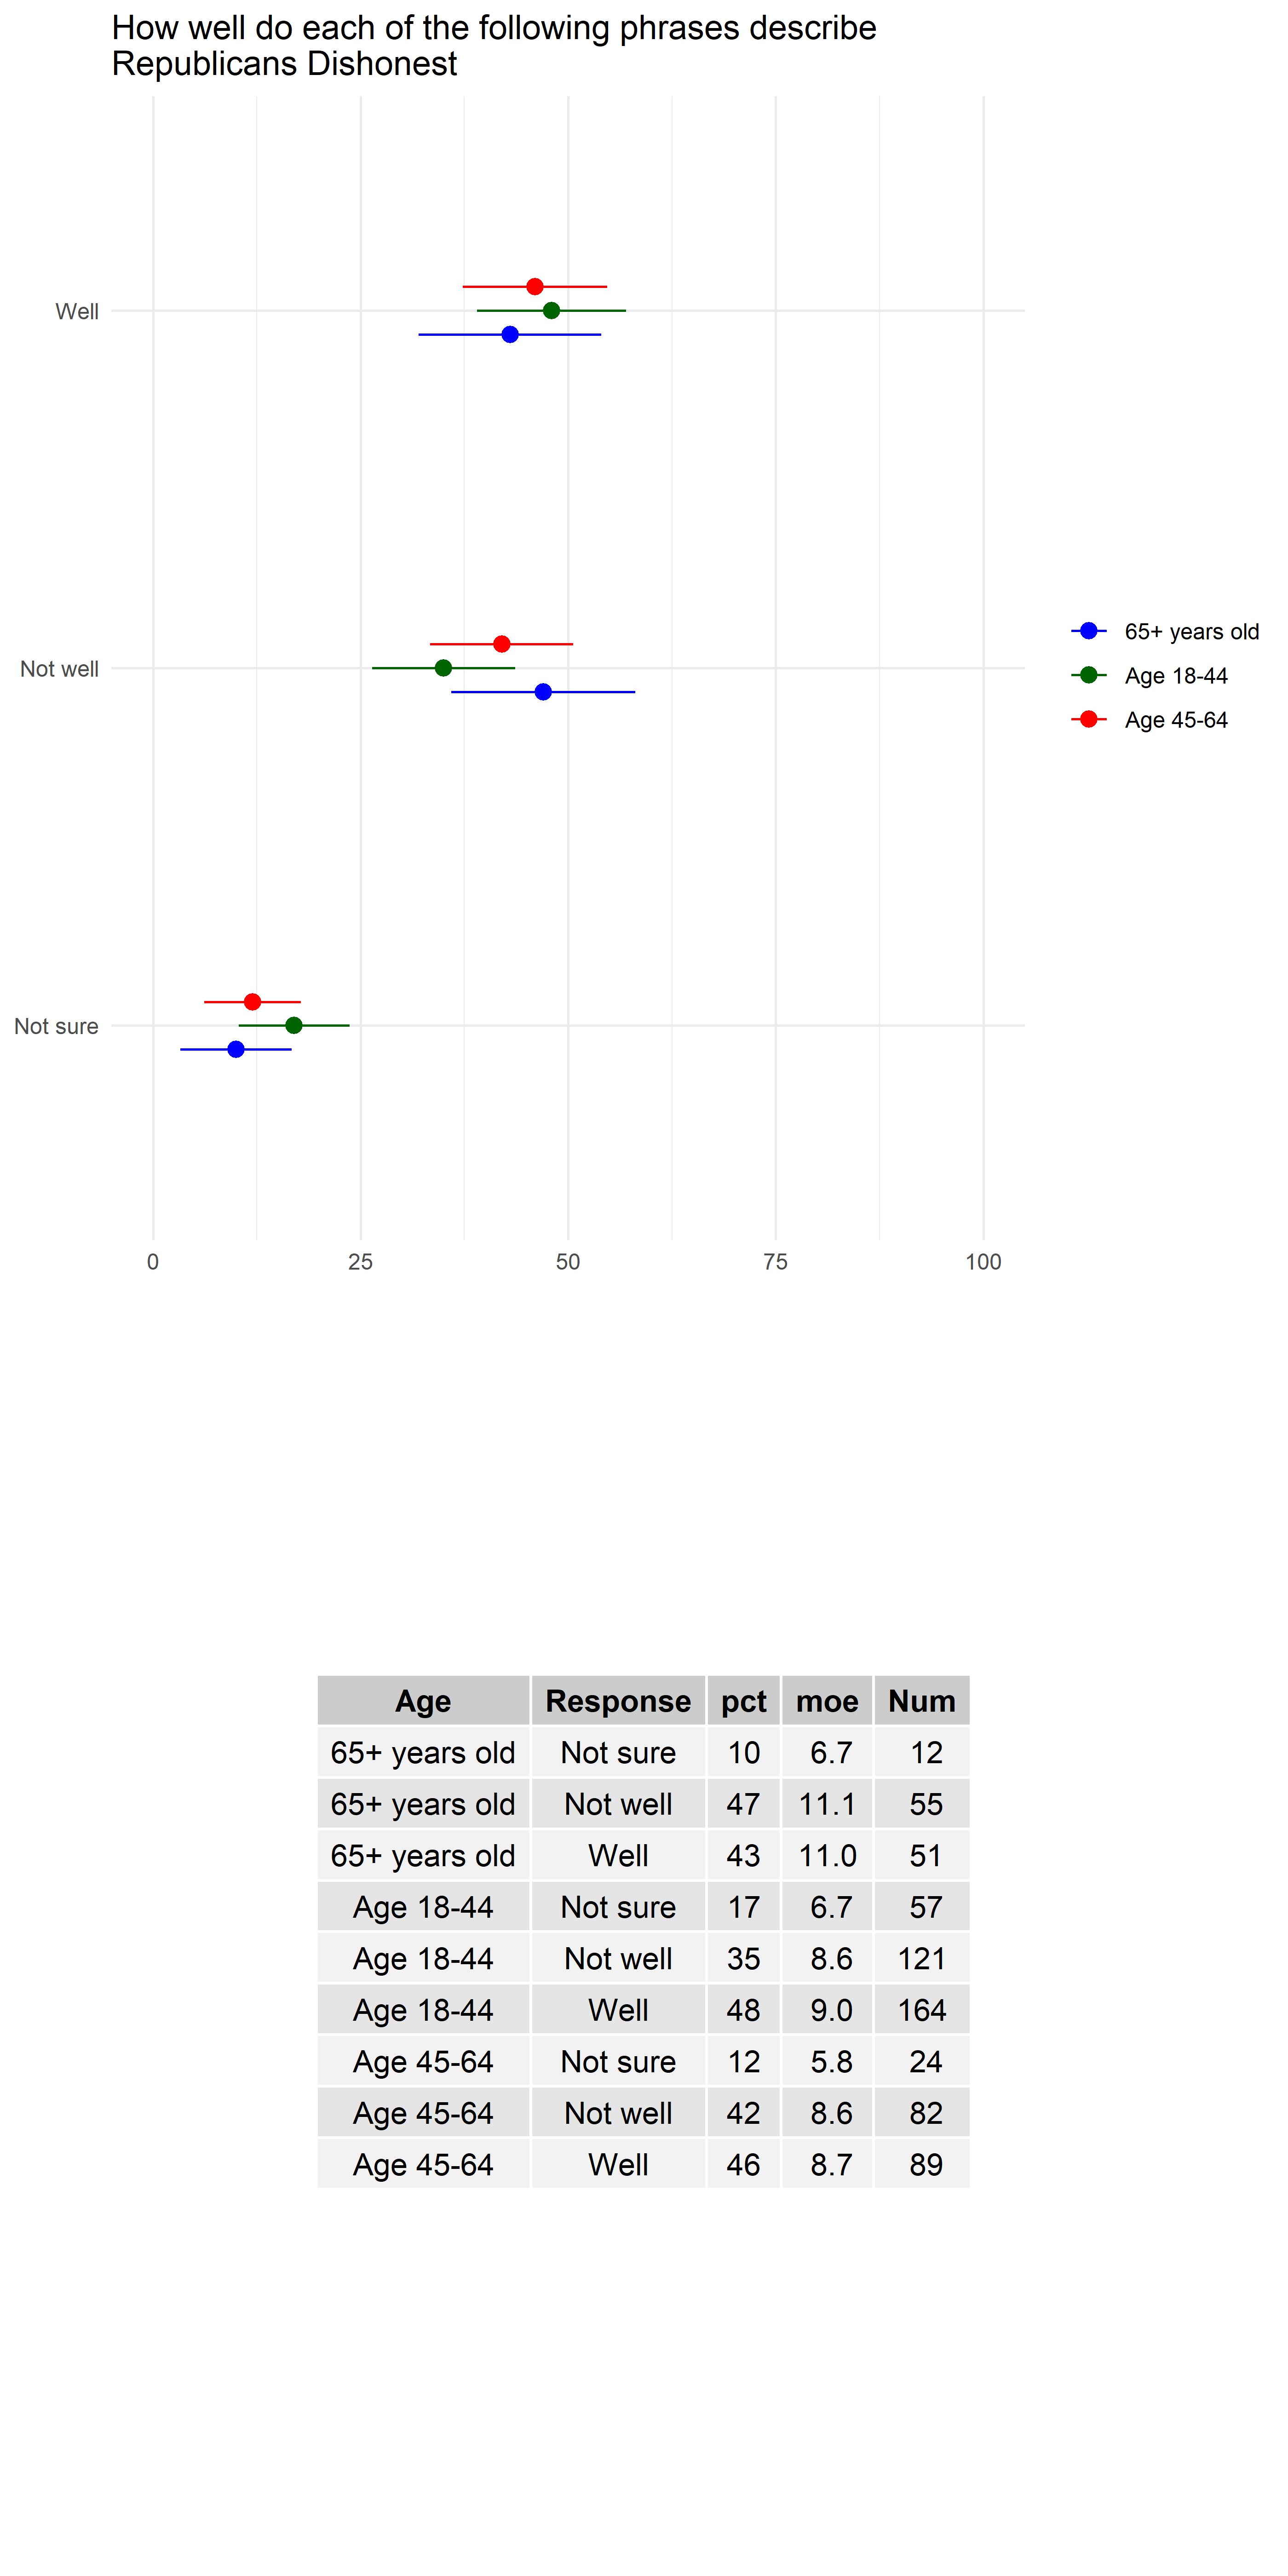 How well do each of the following phrases describe
Republicans Dishonest
Well
Not well
Not sure
0 25 50 75 100
65+ years old
Age 18-44
Age 45-64
Age Response pct moe Num
65+ years old Not sure 10 6.7 12
65+ years old Not well 47 11.1 55
65+ years old Well 43 11.0 51
Age 18-44 Not sure 17 6.7 57
Age 18-44 Not well 35 8.6 121
Age 18-44 Well 48 9.0 164
Age 45-64 Not sure 12 5.8 24
Age 45-64 Not well 42 8.6 82
Age 45-64 Well 46 8.7 89